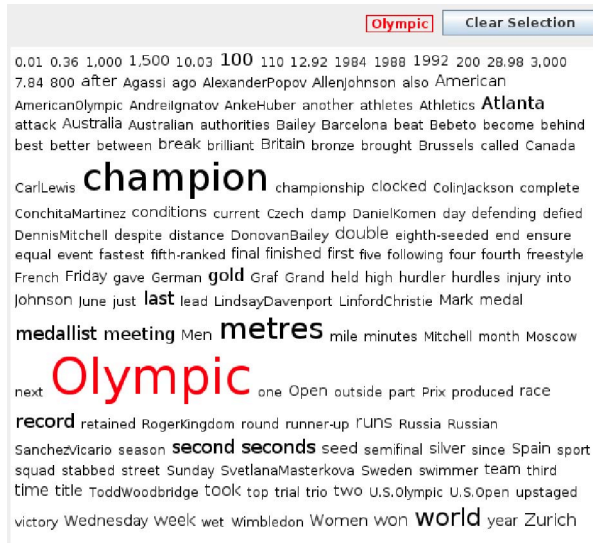 Olympic Clear Selection
0.01 0.36 1,000 1,500 10.03 100 110 12.92 1984 1988 1992 200 28.98 3,000
7.84 800 after Agassi ago AlexanderPopov AllenJohnson also American
AmericanOlympic AndreiIgnatov AnkeHuber another athletes Athletics Atlanta
attack Australia Australian authorities Bailey Barcelona beat Bebeto become behind
best better between break brilliant Britain bronze brought Brussels called Canada
CarlLewis champion championship clocked ColinJackson complete
ConchitaMartinez conditions current Czech damp DanielKomen day defending defied
DennisMitchell despite distance DonovanBailey double eighth-seeded end ensure
equal event fastest fifth-ranked final finished first five following four fourth freestyle
French Friday gave German gold Graf Grand held high hurdler hurdles injury into
Johnson June just last lead LindsayDavenport LinfordChristie Mark medal
medallist meeting Men metres mile minutes Mitchell month Moscow
next Olympic one Open outside part Prix produced race
record retained RogerKingdom round runner-up runs Russia Russian
SanchezVicario season second seconds seed semifinal silver since Spain sport
squad stabbed street Sunday SvetlanaMasterkova Sweden swimmer team third
time title ToddWoodbridge took top trial trio two U.S.Olympic U.S.Open upstaged
victory Wednesday week wet Wimbledon Women won world year Zurich